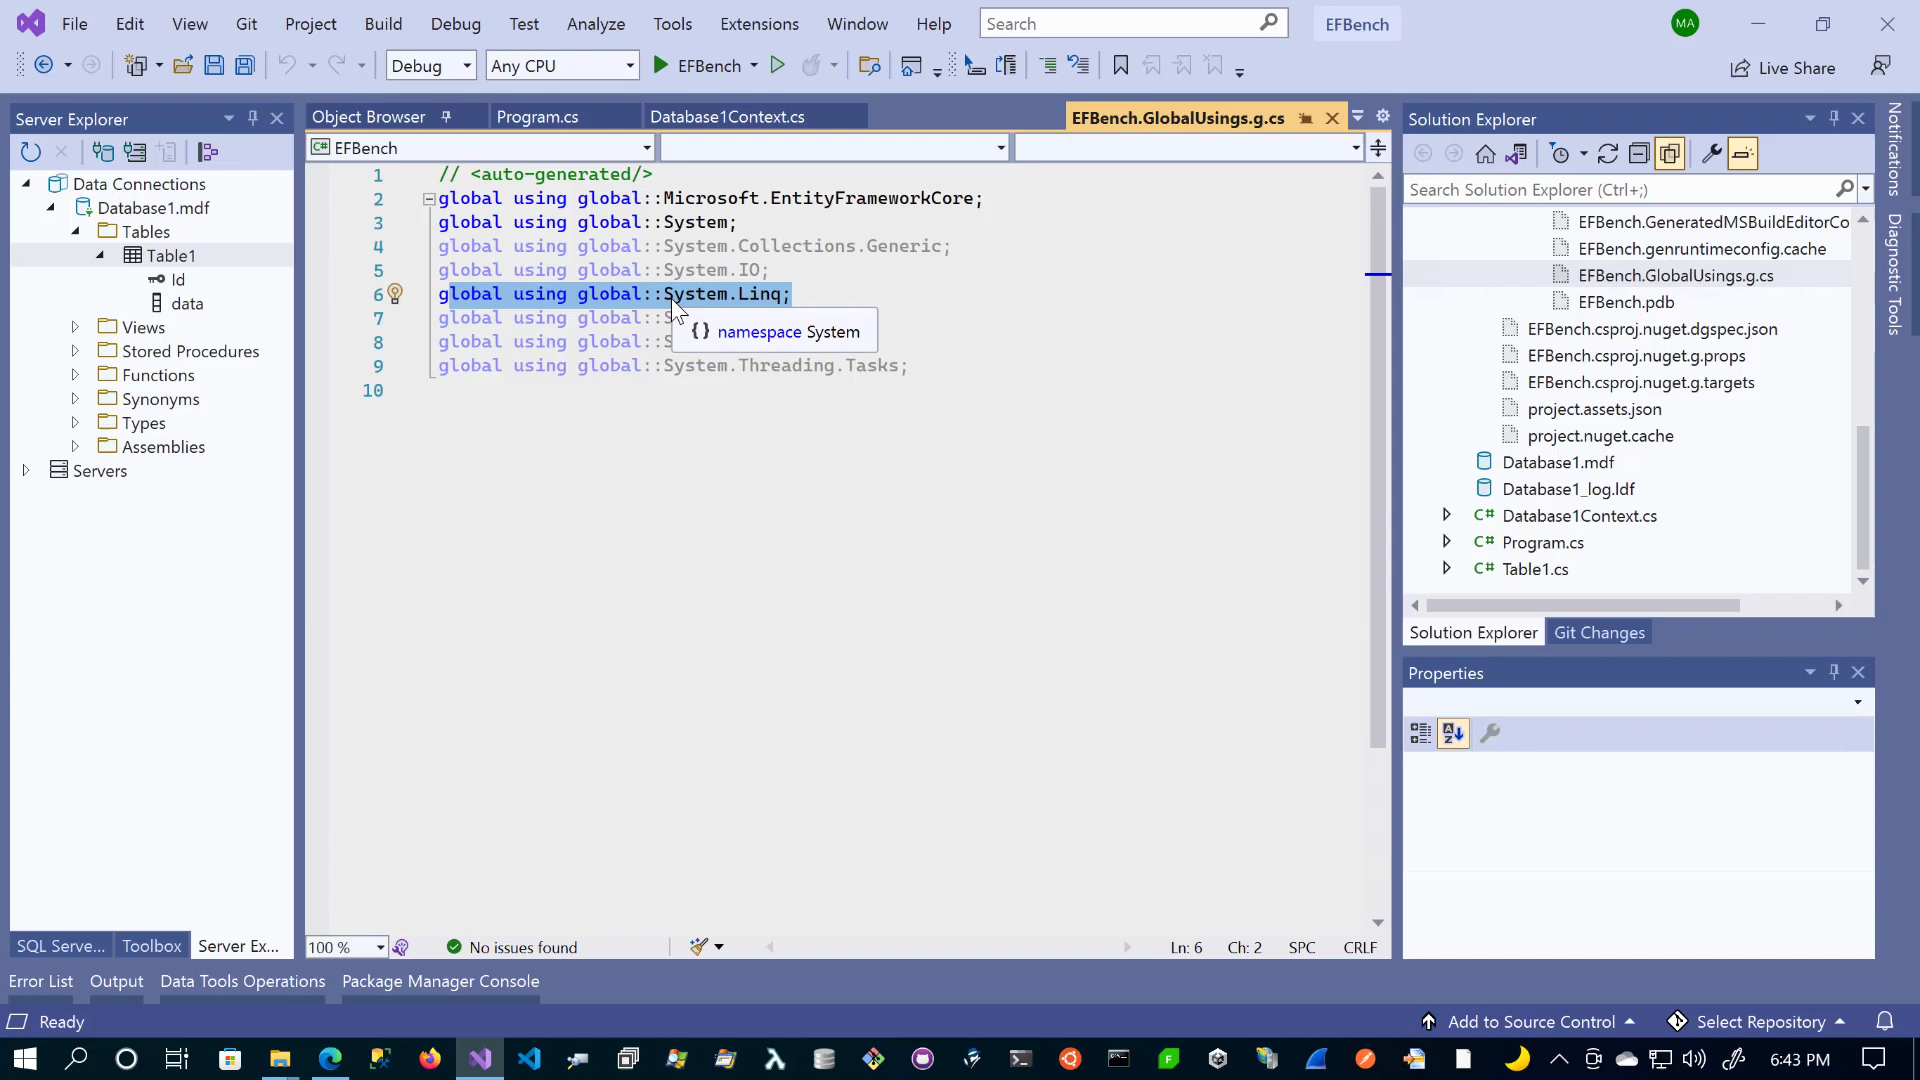 File Edit View Git Project Build Debug Test Analyze Tools Extensions Window Help Search EFBench MA
Debug Any CPU EFBench Live Share
Server Explorer
Data Connections
Database1.mdf
Tables
Table1
Id
data
Views
Stored Procedures
Functions
Synonyms
Types
Assemblies
Servers
SQL Serve... Toolbox Server Ex...
Object Browser Program.cs Database1Context.cs EFBench.GlobalUsings.g.cs
C# EFBench
1 // <auto-generated/>
2 global using global::Microsoft.EntityFrameworkCore;
3 global using global::System;
4 global using global::System.Collections.Generic;
5 global using global::System.IO;
6 global using global::System.Linq;
7 global using global::S
8 global using global::S
9 global using global::System.Threading.Tasks;
10
{} namespace System
100 % No issues found Ln: 6 Ch: 2 SPC CRLF
Solution Explorer
Search Solution Explorer (Ctrl+;)
EFBench.GeneratedMSBuildEditorCo
EFBench.genruntimeconfig.cache
EFBench.GlobalUsings.g.cs
EFBench.pdb
EFBench.csproj.nuget.dgspec.json
EFBench.csproj.nuget.g.props
EFBench.csproj.nuget.g.targets
project.assets.json
project.nuget.cache
Database1.mdf
Database1_log.ldf
C# Database1Context.cs
C# Program.cs
C# Table1.cs
Solution Explorer Git Changes
Properties
Notifications
Diagnostic Tools
Error List Output Data Tools Operations Package Manager Console
Ready Add to Source Control Select Repository
6:43 PM